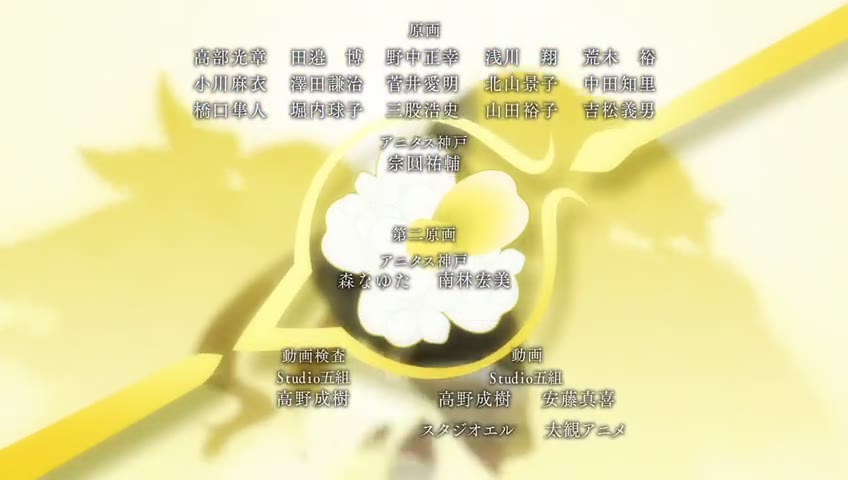 原画
高部光章 田邉 博 野中正幸 浅川 翔 荒木 裕
小川麻衣 澤田謙治 菅井愛明 北山景子 中田知里
橋口隼人 堀内球子 三股浩史 山田裕子 吉松義男
アニタス神戸
宗圓祐輔
第二原画
アニタス神戸
森なゆた 南林宏美
動画検査 動画
Studio五組 Studio五組
高野成樹 高野成樹 安藤真喜
スタジオエル 大観アニメ